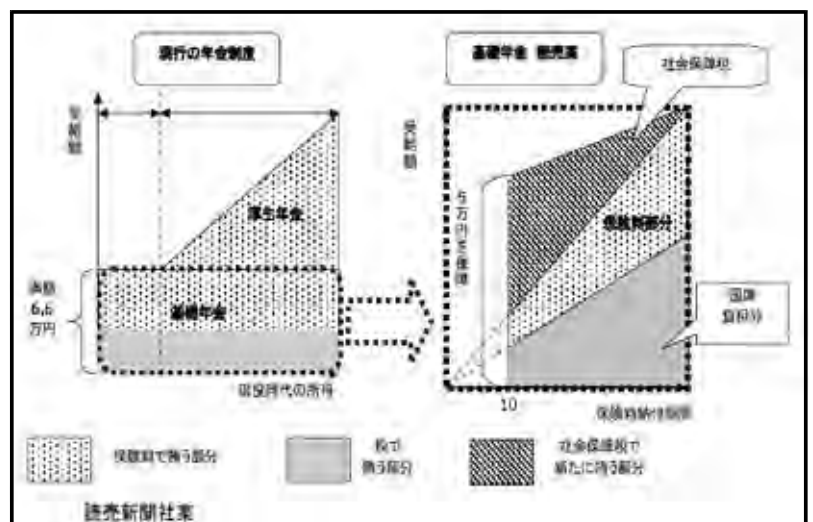 現行の年金制度
基礎年金 読売案
社会保障税
受給額
受給額
厚生年金
5万円を保障
保険料部分
満額
6.6
万円
基礎年金
国庫
負担分
現役時代の所得
10
保険料納付期間
保険料で賄う部分
税で
賄う部分
社会保障税で
新たに賄う部分
読売新聞社案